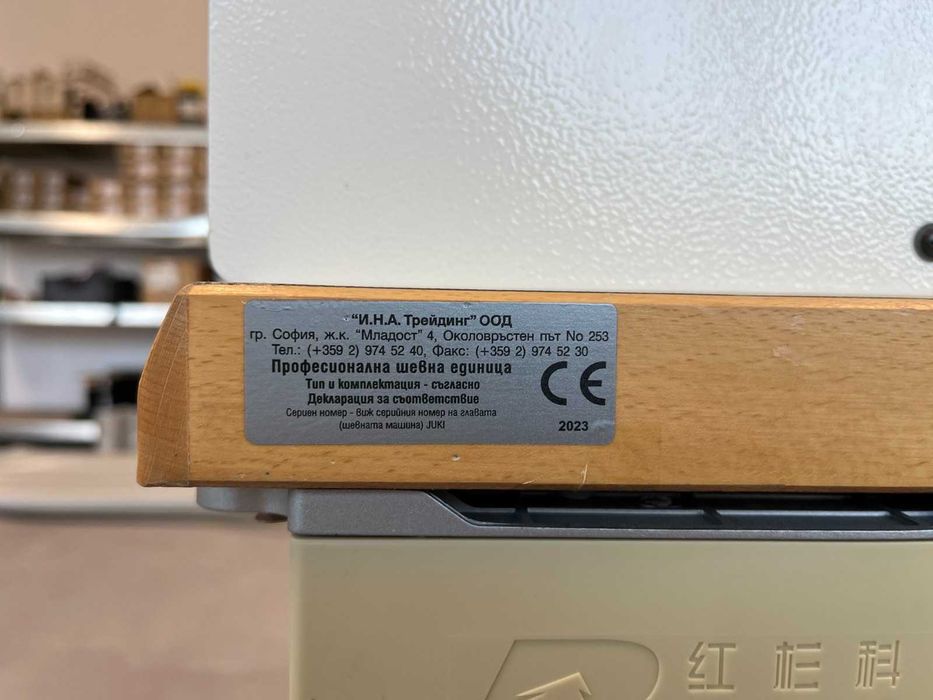 "И.Н.А. Трейдинг" ООД
гр. София, ж.к. "Младост" 4, Околовръстен път No 253
Тел.: (+359 2) 974 52 40, Факс: (+359 2) 974 52 30
Професионална шевна единица
Тип и комплектация - съгласно
Декларация за съответствие
Сериен номер - виж серийния номер на главата
(шевната машина) JUKI
CE
2023
红杉科